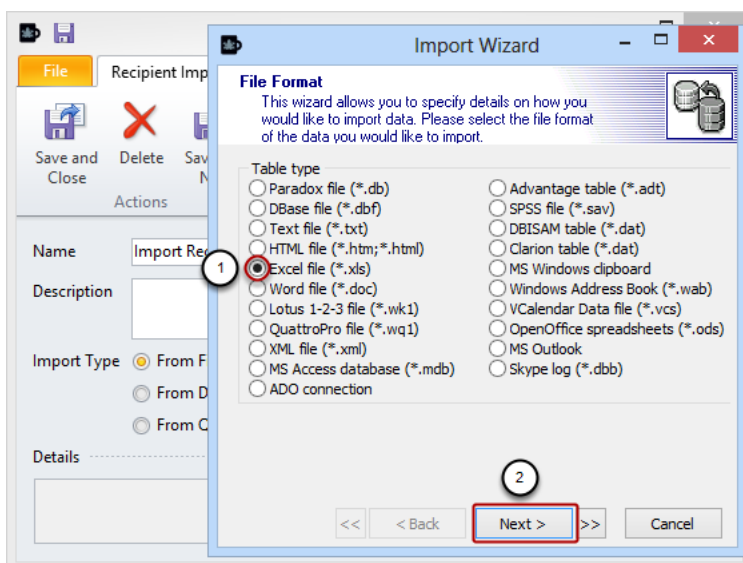 File
Recipient Imp
Save and
Close
Delete
Sav
N
Actions
Name
Import Rec
Description
Import Type
From F
From D
From Q
Details
Import Wizard
File Format
This wizard allows you to specify details on how you
would like to import data. Please select the file format
of the data you would like to import.
Table type
Paradox file (*.db)
DBase file (*.dbf)
Text file (*.txt)
HTML file (*.htm;*.html)
1
Excel file (*.xls)
Word file (*.doc)
Lotus 1-2-3 file (*.wk1)
QuattroPro file (*.wq1)
XML file (*.xml)
MS Access database (*.mdb)
ADO connection
Advantage table (*.adt)
SPSS file (*.sav)
DBISAM table (*.dat)
Clarion table (*.dat)
MS Windows clipboard
Windows Address Book (*.wab)
VCalendar Data file (*.vcs)
OpenOffice spreadsheets (*.ods)
MS Outlook
Skype log (*.dbb)
2
<<
< Back
Next >
>>
Cancel